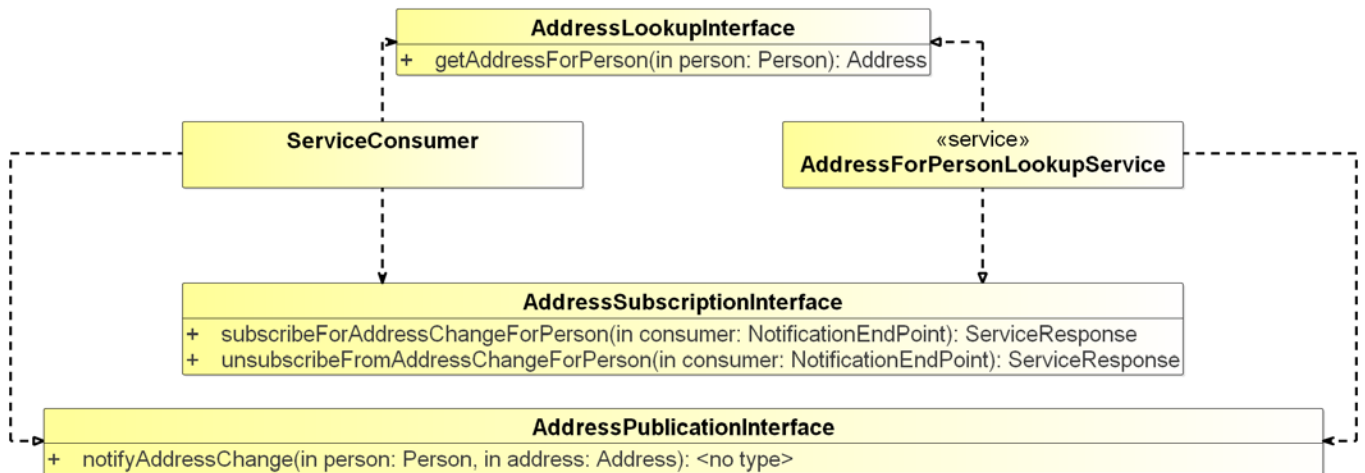 AddressLookupInterface
+ getAddressForPerson(in person: Person): Address
ServiceConsumer
«service»
AddressForPersonLookupService
AddressSubscriptionInterface
+ subscribeForAddressChangeForPerson(in consumer: NotificationEndPoint): ServiceResponse
+ unsubscribeFromAddressChangeForPerson(in consumer: NotificationEndPoint): ServiceResponse
AddressPublicationInterface
+ notifyAddressChange(in person: Person, in address: Address): <no type>